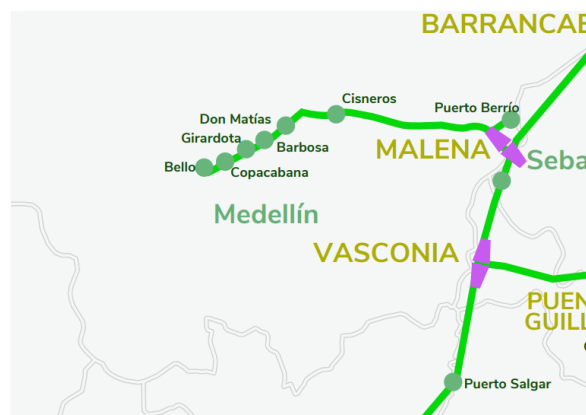 BARRANCAB
Cisneros
Puerto Berrío
Don Matías
Girardota
Barbosa
MALENA
Seba
Bello
Copacabana
Medellín
VASCONIA
PUEN
GUILL
Puerto Salgar